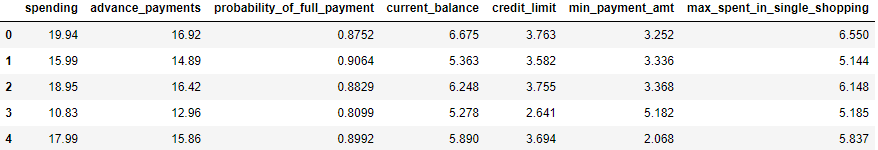 spending advance_payments probability_of_full_payment current_balance credit_limit min_payment_amt max_spent_in_single_shopping
0 19.94 16.92 0.8752 6.675 3.763 3.252 6.550
1 15.99 14.89 0.9064 5.363 3.582 3.336 5.144
2 18.95 16.42 0.8829 6.248 3.755 3.368 6.148
3 10.83 12.96 0.8099 5.278 2.641 5.182 5.185
4 17.99 15.86 0.8992 5.890 3.694 2.068 5.837